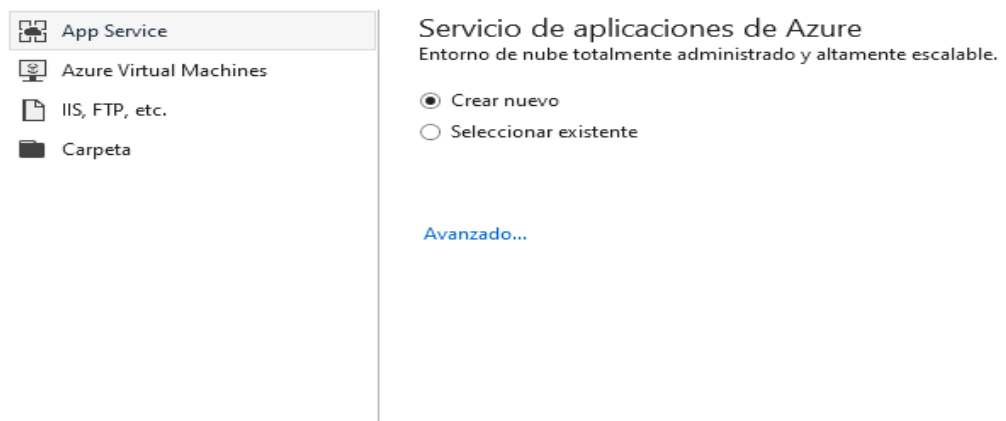 App Service
Azure Virtual Machines
IIS, FTP, etc.
Carpeta
Servicio de aplicaciones de Azure
Entorno de nube totalmente administrado y altamente escalable.
Crear nuevo
Seleccionar existente
Avanzado...